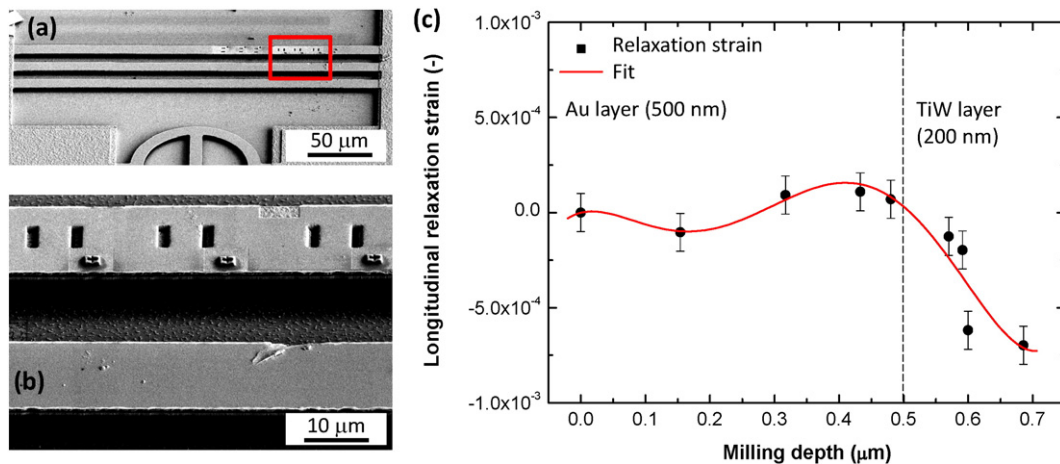 (a)
50 μm
(b)
10 μm
(c)
Longitudinal relaxation strain (-)
1.0x10⁻³
5.0x10⁻⁴
0.0
-5.0x10⁻⁴
-1.0x10⁻³
Relaxation strain
Fit
Au layer (500 nm)
TiW layer
(200 nm)
0.0 0.1 0.2 0.3 0.4 0.5 0.6 0.7
Milling depth (μm)